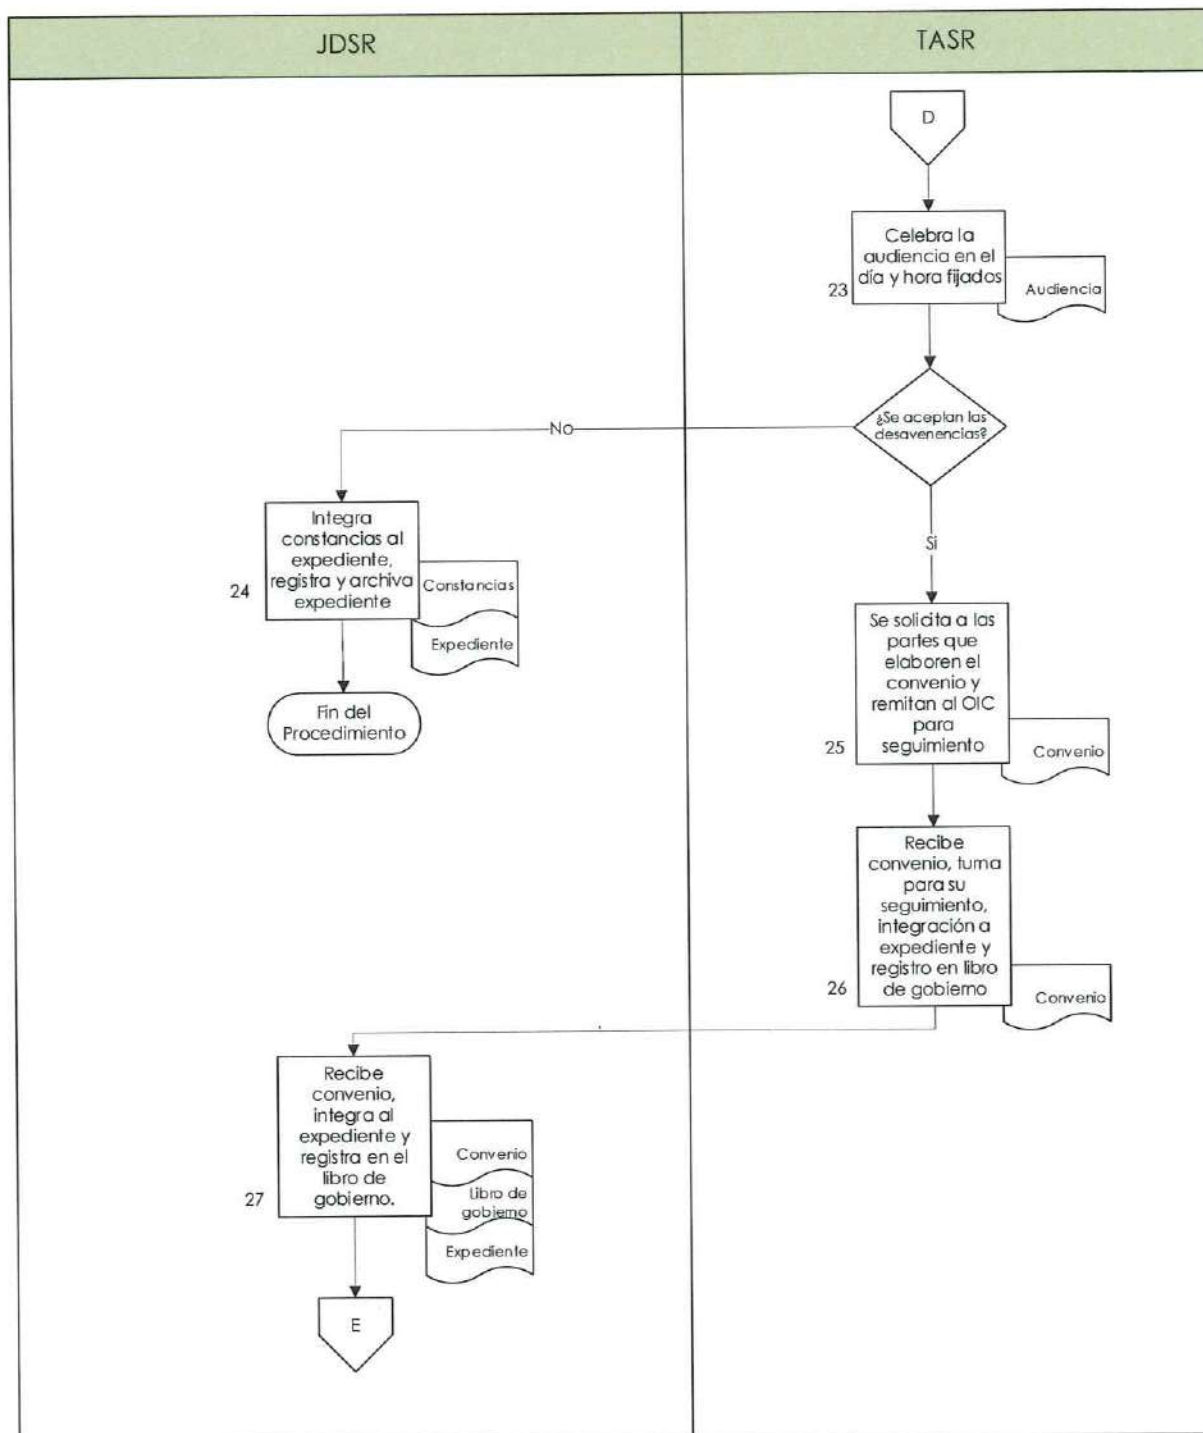 JDSR
TASR
D
Celebra la
audiencia en el
día y hora fijados
23
Audiencia
¿Se aceptan las
desavenencias?
No
Si
Integra
constancias al
expediente,
registra y archiva
expediente
24
Constancias
Expediente
Fin del
Procedimiento
Se solicita a las
partes que
elaboren el
convenio y
remitan al OIC
para
seguimiento
25
Convenio
Recibe
convenio, turna
para su
seguimiento,
integración a
expediente y
registro en libro
de gobierno
26
Convenio
Recibe
convenio,
integra al
expediente y
registra en el
libro de
gobierno.
27
Convenio
Libro de
gobierno
Expediente
E